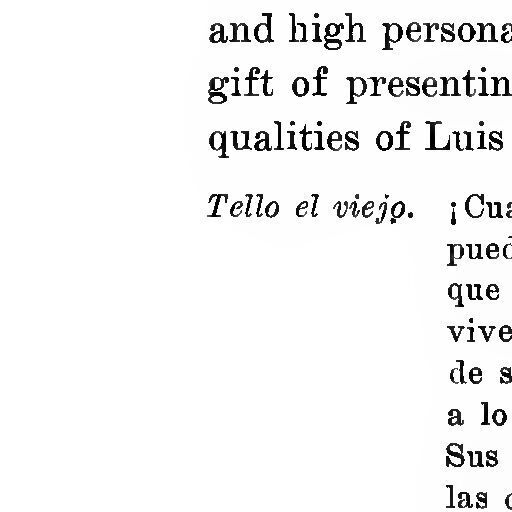 and high persona
gift of presentin
qualities of Luis
Tello el viejo. ¡Cua
pued
que
vive
de s
a lo
Sus
las